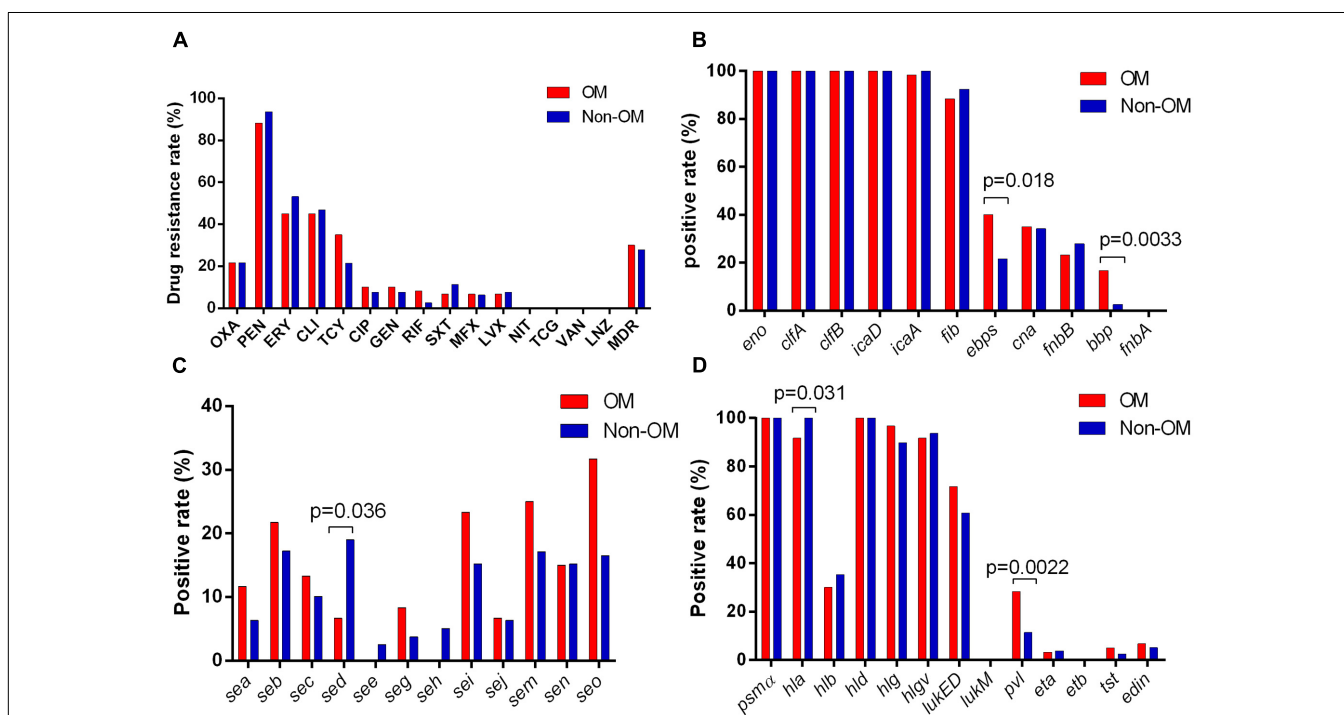 A
Drug resistance rate (%)
100
80
60
40
20
0
OM
Non-OM
OXA
PEN
ERY
CLI
TCY
CIP
GEN
RIF
SXT
MFX
LVX
NIT
TCG
VAN
LNZ
MDR
B
positive rate (%)
100
80
60
40
20
0
OM
Non-OM
p=0.018
p=0.0033
eno
clfA
clfB
icaD
icaA
fib
ebps
cna
fnbB
bbp
fnbA
C
Positive rate (%)
40
30
20
10
0
OM
Non-OM
p=0.036
sea
seb
sec
sed
see
seg
seh
sei
sej
sem
sen
seo
D
Positive rate (%)
100
80
60
40
20
0
OM
Non-OM
p=0.031
p=0.0022
psmα
hla
hlb
hld
hlg
hlgv
lukED
lukM
pvl
eta
etb
tst
edin